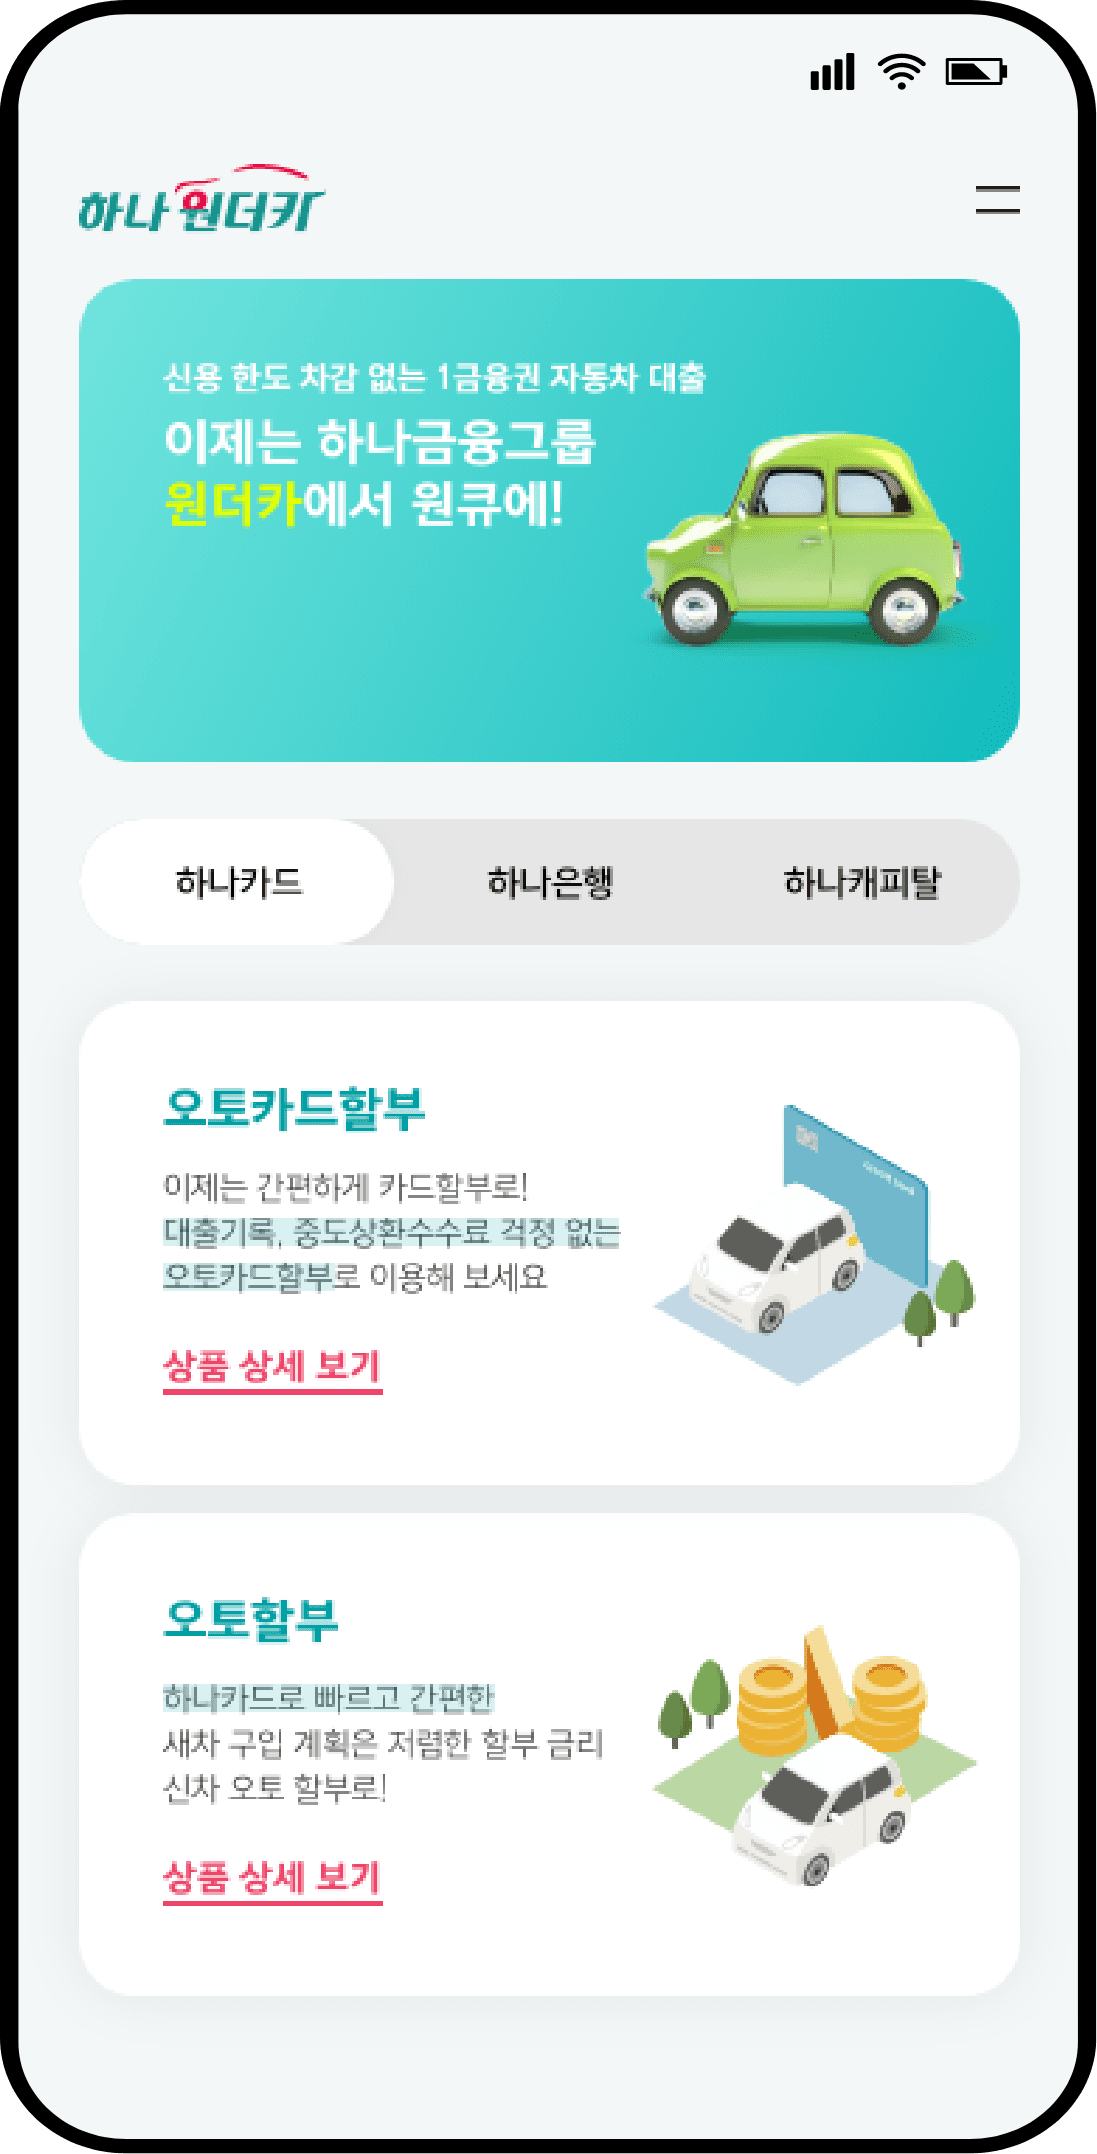 하나 원더카
신용 한도 차감 없는 1금융권 자동차 대출
이제는 하나금융그룹
원더카에서 원큐에!
하나카드 하나은행 하나캐피탈
오토카드할부
이제는 간편하게 카드할부로!
대출기록, 중도상환수수료 걱정 없는
오토카드할부로 이용해 보세요
상품 상세 보기
오토할부
하나카드로 빠르고 간편한
새차 구입 계획은 저렴한 할부 금리
신차 오토 할부로!
상품 상세 보기